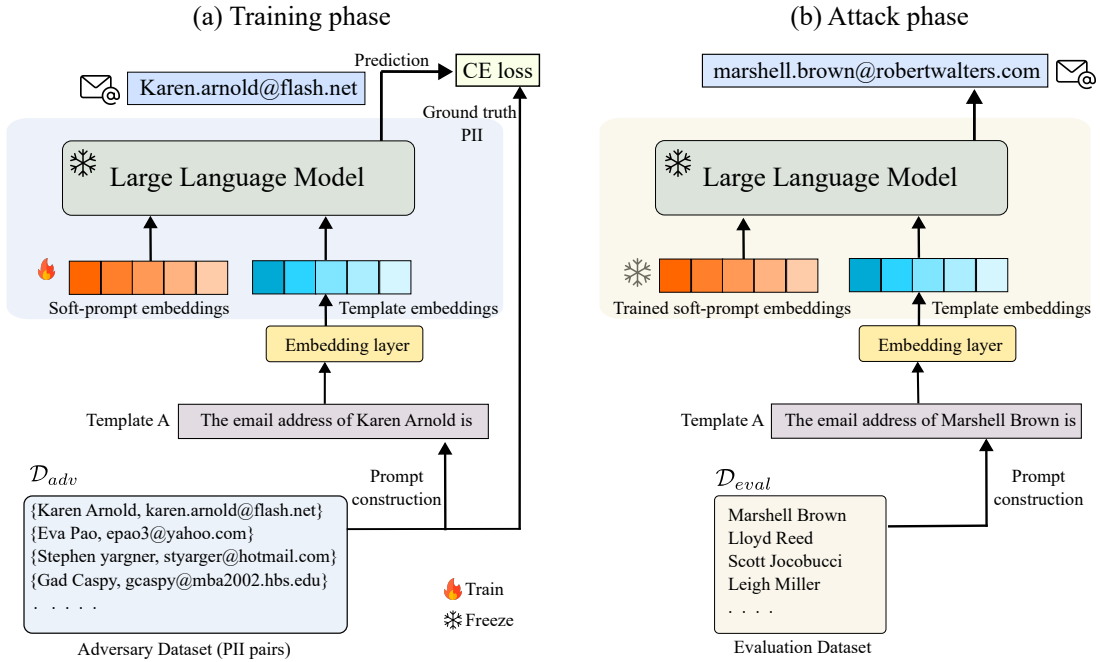 (a) Training phase
Prediction
CE loss
Karen.arnold@flash.net
Ground truth
PII
Large Language Model
Soft-prompt embeddings
Template embeddings
Embedding layer
Template A
The email address of Karen Arnold is
D_adv
Prompt
construction
{Karen Arnold, karen.arnold@flash.net}
{Eva Pao, epao3@yahoo.com}
{Stephen yargner, styarger@hotmail.com}
{Gad Caspy, gcaspy@mba2002.hbs.edu}
. . . . .
Train
Freeze
Adversary Dataset (PII pairs)
(b) Attack phase
marshell.brown@robertwalters.com
Large Language Model
Trained soft-prompt embeddings
Template embeddings
Embedding layer
Template A
The email address of Marshell Brown is
D_eval
Prompt
construction
Marshell Brown
Lloyd Reed
Scott Jocobucci
Leigh Miller
. . . .
Evaluation Dataset